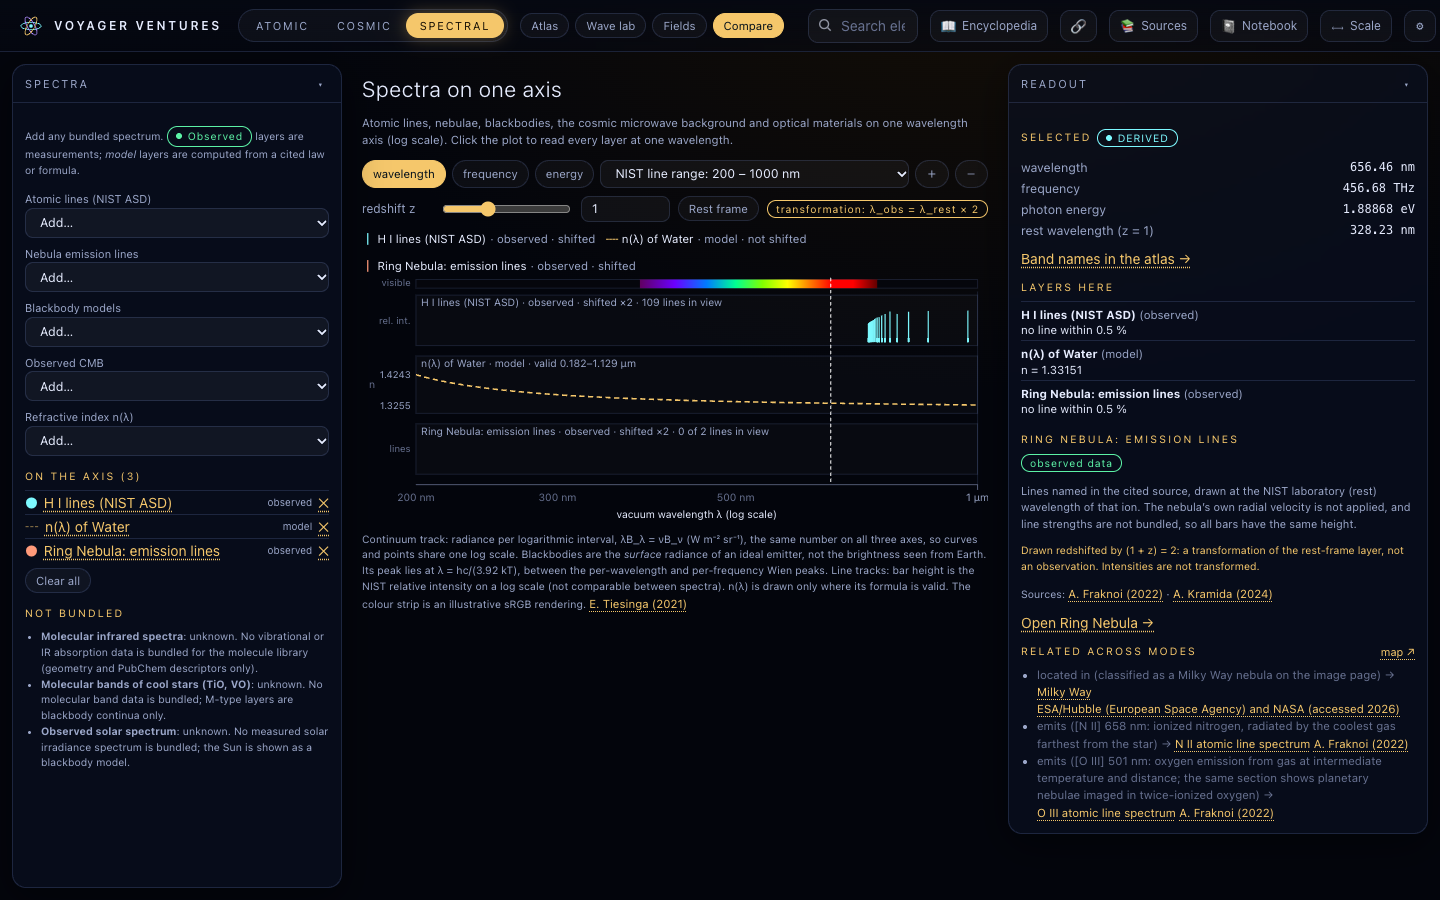 VOYAGER VENTURES
ATOMIC COSMIC SPECTRAL Atlas Wave lab Fields Compare
Search ele Encyclopedia Sources Notebook Scale
SPECTRA
Add any bundled spectrum. Observed layers are
measurements; model layers are computed from a cited law
or formula.
Atomic lines (NIST ASD)
Add...
Nebula emission lines
Add...
Blackbody models
Add...
Observed CMB
Add...
Refractive index n(λ)
Add...
ON THE AXIS (3)
H I lines (NIST ASD) observed
n(λ) of Water model
Ring Nebula: emission lines observed
Clear all
NOT BUNDLED
Molecular infrared spectra: unknown. No vibrational or
IR absorption data is bundled for the molecule library
(geometry and PubChem descriptors only).
Molecular bands of cool stars (TiO, VO): unknown. No
molecular band data is bundled; M-type layers are
blackbody continua only.
Observed solar spectrum: unknown. No measured solar
irradiance spectrum is bundled; the Sun is shown as a
blackbody model.
Spectra on one axis
Atomic lines, nebulae, blackbodies, the cosmic microwave background and optical materials on one wavelength
axis (log scale). Click the plot to read every layer at one wavelength.
wavelength frequency energy NIST line range: 200 – 1000 nm + −
redshift z 1 Rest frame transformation: λ_obs = λ_rest × 2
H I lines (NIST ASD) · observed · shifted n(λ) of Water · model · not shifted
Ring Nebula: emission lines · observed · shifted
visible
H I lines (NIST ASD) · observed · shifted ×2 · 109 lines in view
rel. int.
n(λ) of Water · model · valid 0.182–1.129 µm
1.4243
n
1.3255
Ring Nebula: emission lines · observed · shifted ×2 · 0 of 2 lines in view
lines
200 nm 300 nm 500 nm 1 µm
vacuum wavelength λ (log scale)
Continuum track: radiance per logarithmic interval, λB_λ = νB_ν (W m⁻² sr⁻¹), the same number on all three axes, so curves
and points share one log scale. Blackbodies are the surface radiance of an ideal emitter, not the brightness seen from Earth.
Its peak lies at λ = hc/(3.92 kT), between the per-wavelength and per-frequency Wien peaks. Line tracks: bar height is the
NIST relative intensity on a log scale (not comparable between spectra). n(λ) is drawn only where its formula is valid. The
colour strip is an illustrative sRGB rendering. E. Tiesinga (2021)
READOUT
SELECTED DERIVED
wavelength 656.46 nm
frequency 456.68 THz
photon energy 1.88868 eV
rest wavelength (z = 1) 328.23 nm
Band names in the atlas →
LAYERS HERE
H I lines (NIST ASD) (observed)
no line within 0.5 %
n(λ) of Water (model)
n = 1.33151
Ring Nebula: emission lines (observed)
no line within 0.5 %
RING NEBULA: EMISSION LINES
observed data
Lines named in the cited source, drawn at the NIST laboratory (rest)
wavelength of that ion. The nebula's own radial velocity is not applied, and
line strengths are not bundled, so all bars have the same height.
Drawn redshifted by (1 + z) = 2: a transformation of the rest-frame layer, not
an observation. Intensities are not transformed.
Sources: A. Fraknoi (2022) · A. Kramida (2024)
Open Ring Nebula →
RELATED ACROSS MODES map ↗
located in (classified as a Milky Way nebula on the image page) →
Milky Way
ESA/Hubble (European Space Agency) and NASA (accessed 2026)
emits ([N II] 658 nm: ionized nitrogen, radiated by the coolest gas
farthest from the star) → N II atomic line spectrum A. Fraknoi (2022)
emits ([O III] 501 nm: oxygen emission from gas at intermediate
temperature and distance; the same section shows planetary
nebulae imaged in twice-ionized oxygen) →
O III atomic line spectrum A. Fraknoi (2022)